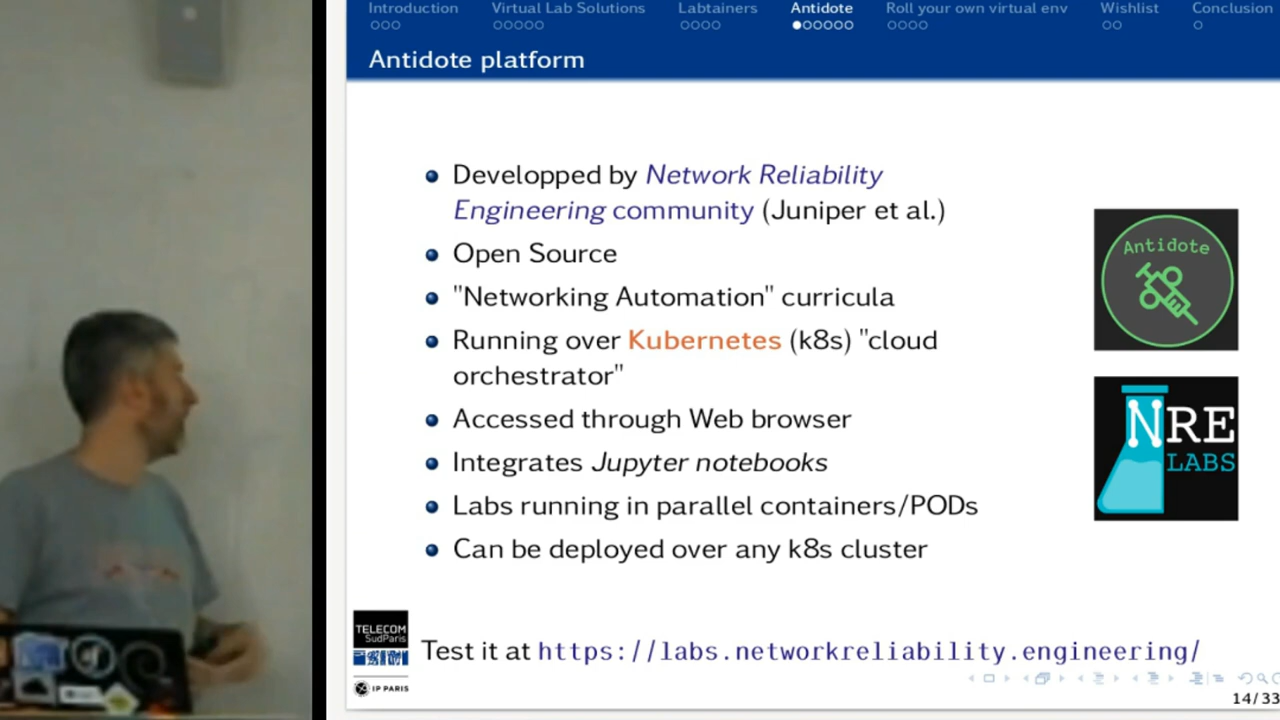 Introduction Virtual Lab Solutions Labtainers Antidote Roll your own virtual env Wishlist Conclusion
Antidote platform
Developped by Network Reliability
Engineering community (Juniper et al.)
Open Source
"Networking Automation" curricula
Running over Kubernetes (k8s) "cloud
orchestrator"
Accessed through Web browser
Integrates Jupyter notebooks
Labs running in parallel containers/PODs
Can be deployed over any k8s cluster
Antidote
NRE
LABS
TELECOM
SudParis
IP PARIS
Test it at https://labs.networkreliability.engineering/
14/33